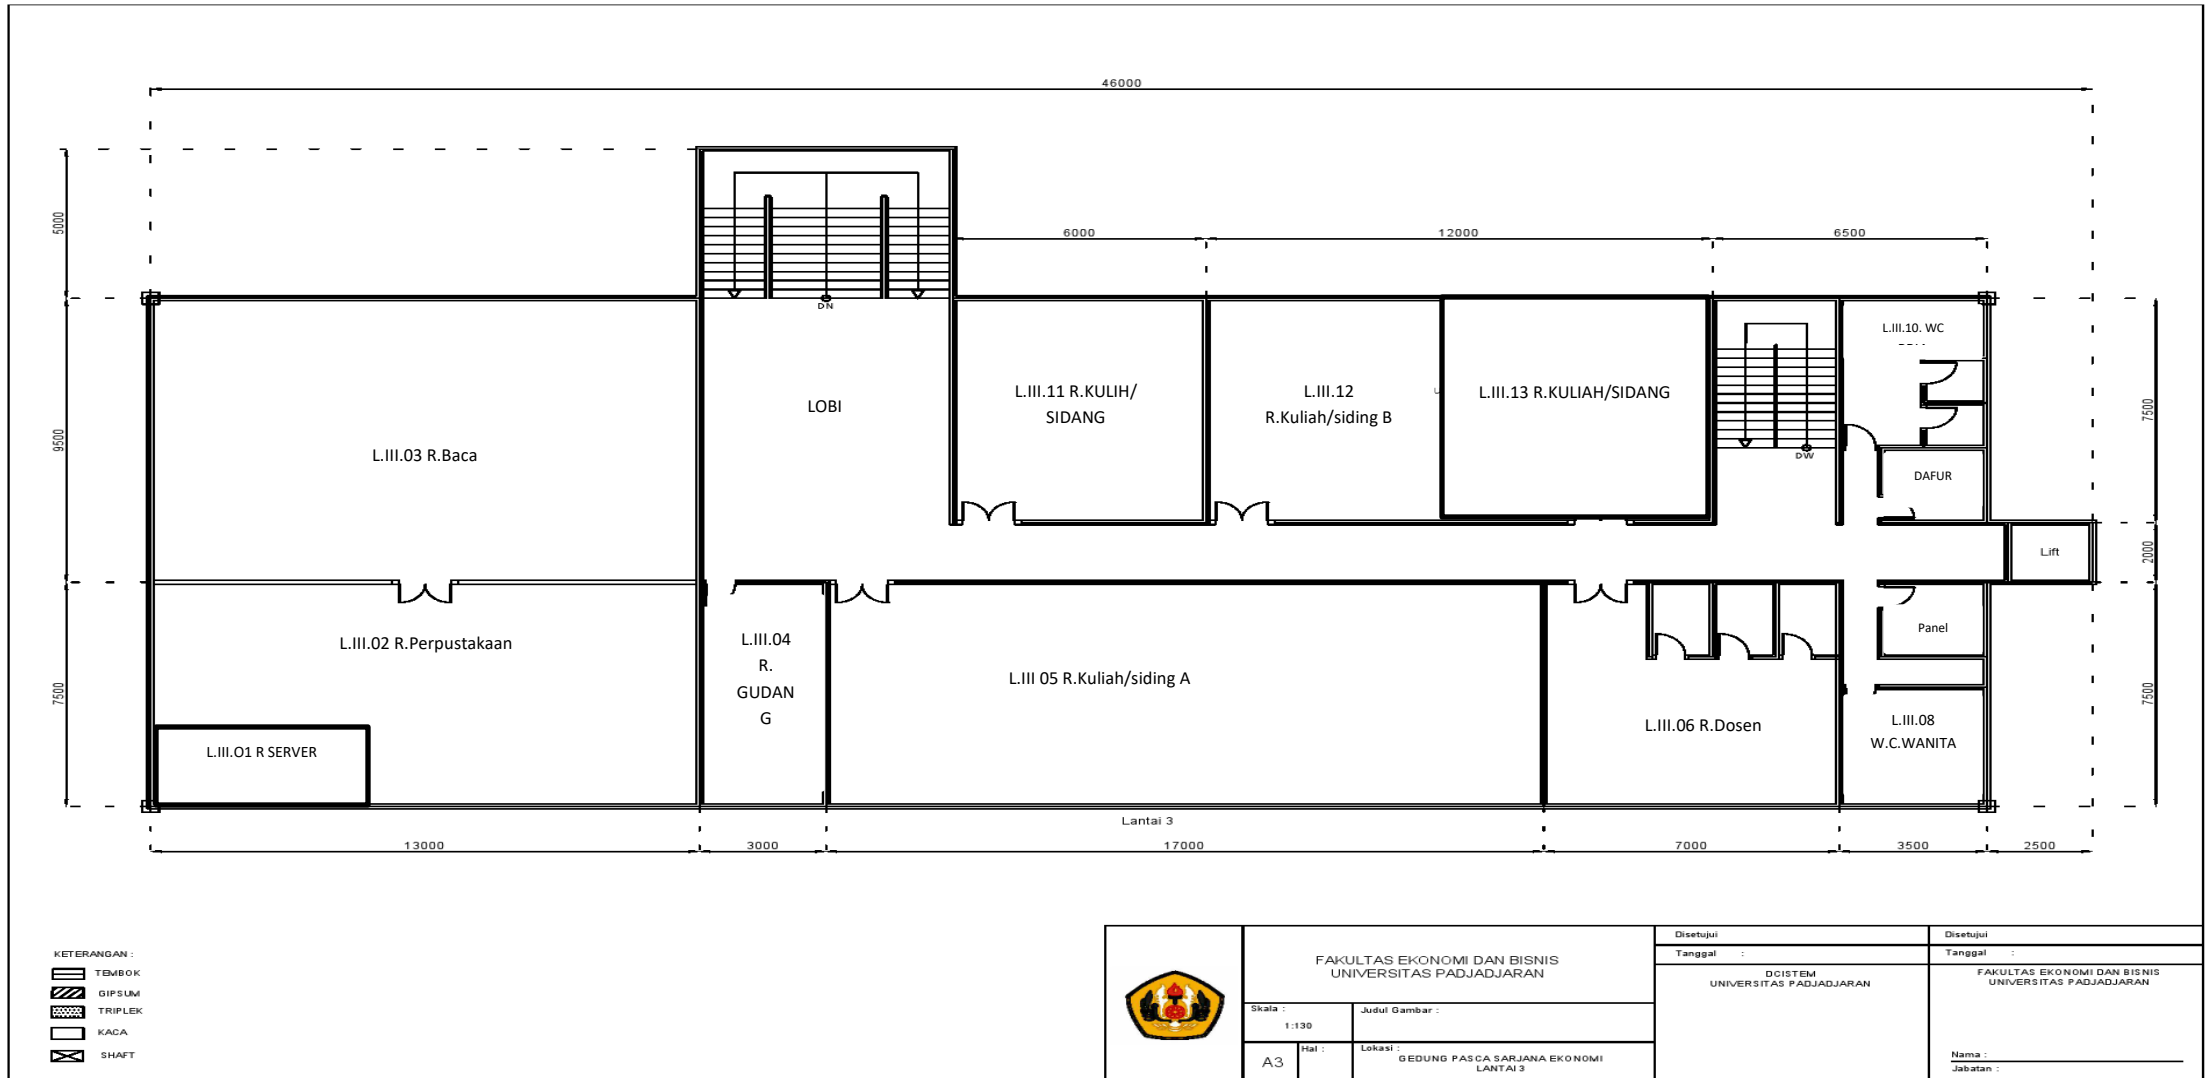 46000
5000
6000
12000
6500
DN
L.III.10. WC
L.III.11 R.KULIH/
SIDANG
L.III.12
R.Kuliah/siding B
L.III.13 R.KULIAH/SIDANG
LOBI
9500
7500
L.III.03 R.Baca
DW
DAFUR
Lift
2000
L.III.02 R.Perpustakaan
L.III.04
R.
GUDAN
G
L.III 05 R.Kuliah/siding A
Panel
7500
7500
L.III.06 R.Dosen
L.III.08
W.C.WANITA
L.III.O1 R SERVER
Lantai 3
13000
3000
17000
7000
3500
2500
KETERANGAN :
TEMBOK
GIPSUM
TRIPLEK
KACA
SHAFT
FAKULTAS EKONOMI DAN BISNIS
UNIVERSITAS PADJADJARAN
Skala :
1:130
Judul Gambar :
A3
Hal :
Lokasi :
GEDUNG PASCA SARJANA EKONOMI
LANTAI 3
Disetujui
Tanggal :
DCISTEM
UNIVERSITAS PADJADJARAN
Disetujui
Tanggal :
FAKULTAS EKONOMI DAN BISNIS
UNIVERSITAS PADJADJARAN
Nama :
Jabatan :